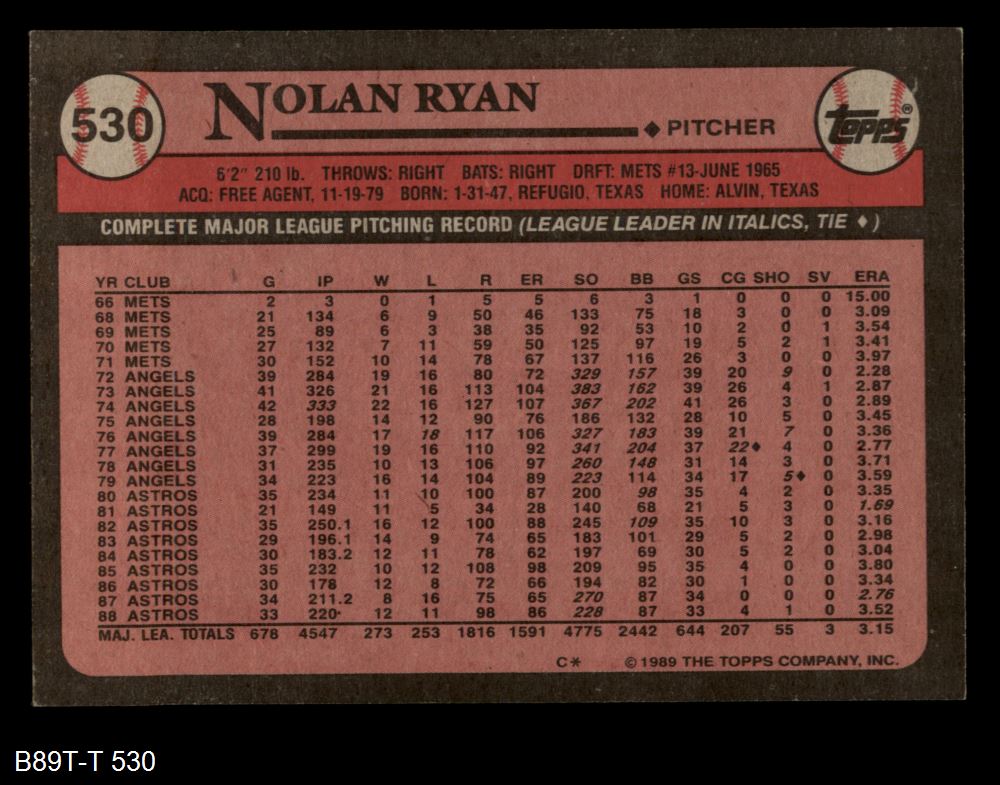 530
NOLAN RYAN
◆ PITCHER
TOPPS®
6'2" 210 lb. THROWS: RIGHT BATS: RIGHT DRFT: METS #13-JUNE 1965
ACQ: FREE AGENT, 11-19-79 BORN: 1-31-47, REFUGIO, TEXAS HOME: ALVIN, TEXAS
COMPLETE MAJOR LEAGUE PITCHING RECORD (LEAGUE LEADER IN ITALICS, TIE ♦)
YR CLUB G IP W L R ER SO BB GS CG SHO SV ERA
66 METS 2 3 0 1 5 5 6 3 1 0 0 0 15.00
68 METS 21 134 6 9 50 46 133 75 18 3 0 0 3.09
69 METS 25 89 6 3 38 35 92 53 10 2 0 1 3.54
70 METS 27 132 7 11 59 50 125 97 19 5 2 1 3.41
71 METS 30 152 10 14 78 67 137 116 26 3 0 0 3.97
72 ANGELS 39 284 19 16 80 72 329 157 39 20 9 0 2.28
73 ANGELS 41 326 21 16 113 104 383 162 39 26 4 1 2.87
74 ANGELS 42 333 22 16 127 107 367 202 41 26 3 0 2.89
75 ANGELS 28 198 14 12 90 76 186 132 28 10 5 0 3.45
76 ANGELS 39 284 17 18 117 106 327 183 39 21 7 0 3.36
77 ANGELS 37 299 19 16 110 92 341 204 37 22♦ 4 0 2.77
78 ANGELS 31 235 10 13 106 97 260 148 31 14 3 0 3.71
79 ANGELS 34 223 16 14 104 89 223 114 34 17 5♦ 0 3.59
80 ASTROS 35 234 11 10 100 87 200 98 35 4 2 0 3.35
81 ASTROS 21 149 11 5 34 28 140 68 21 5 3 0 1.69
82 ASTROS 35 250.1 16 12 100 88 245 109 35 10 3 0 3.16
83 ASTROS 29 196.1 14 9 74 65 183 101 29 5 2 0 2.98
84 ASTROS 30 183.2 12 11 78 62 197 69 30 5 2 0 3.04
85 ASTROS 35 232 10 12 108 98 209 95 35 4 0 0 3.80
86 ASTROS 30 178 12 8 72 66 194 82 30 1 0 0 3.34
87 ASTROS 34 211.2 8 16 75 65 270 87 34 0 0 0 2.76
88 ASTROS 33 220 12 11 98 86 228 87 33 4 1 0 3.52
MAJ. LEA. TOTALS 678 4547 273 253 1816 1591 4775 2442 644 207 55 3 3.15
C* ©1989 THE TOPPS COMPANY, INC.
B89T-T 530